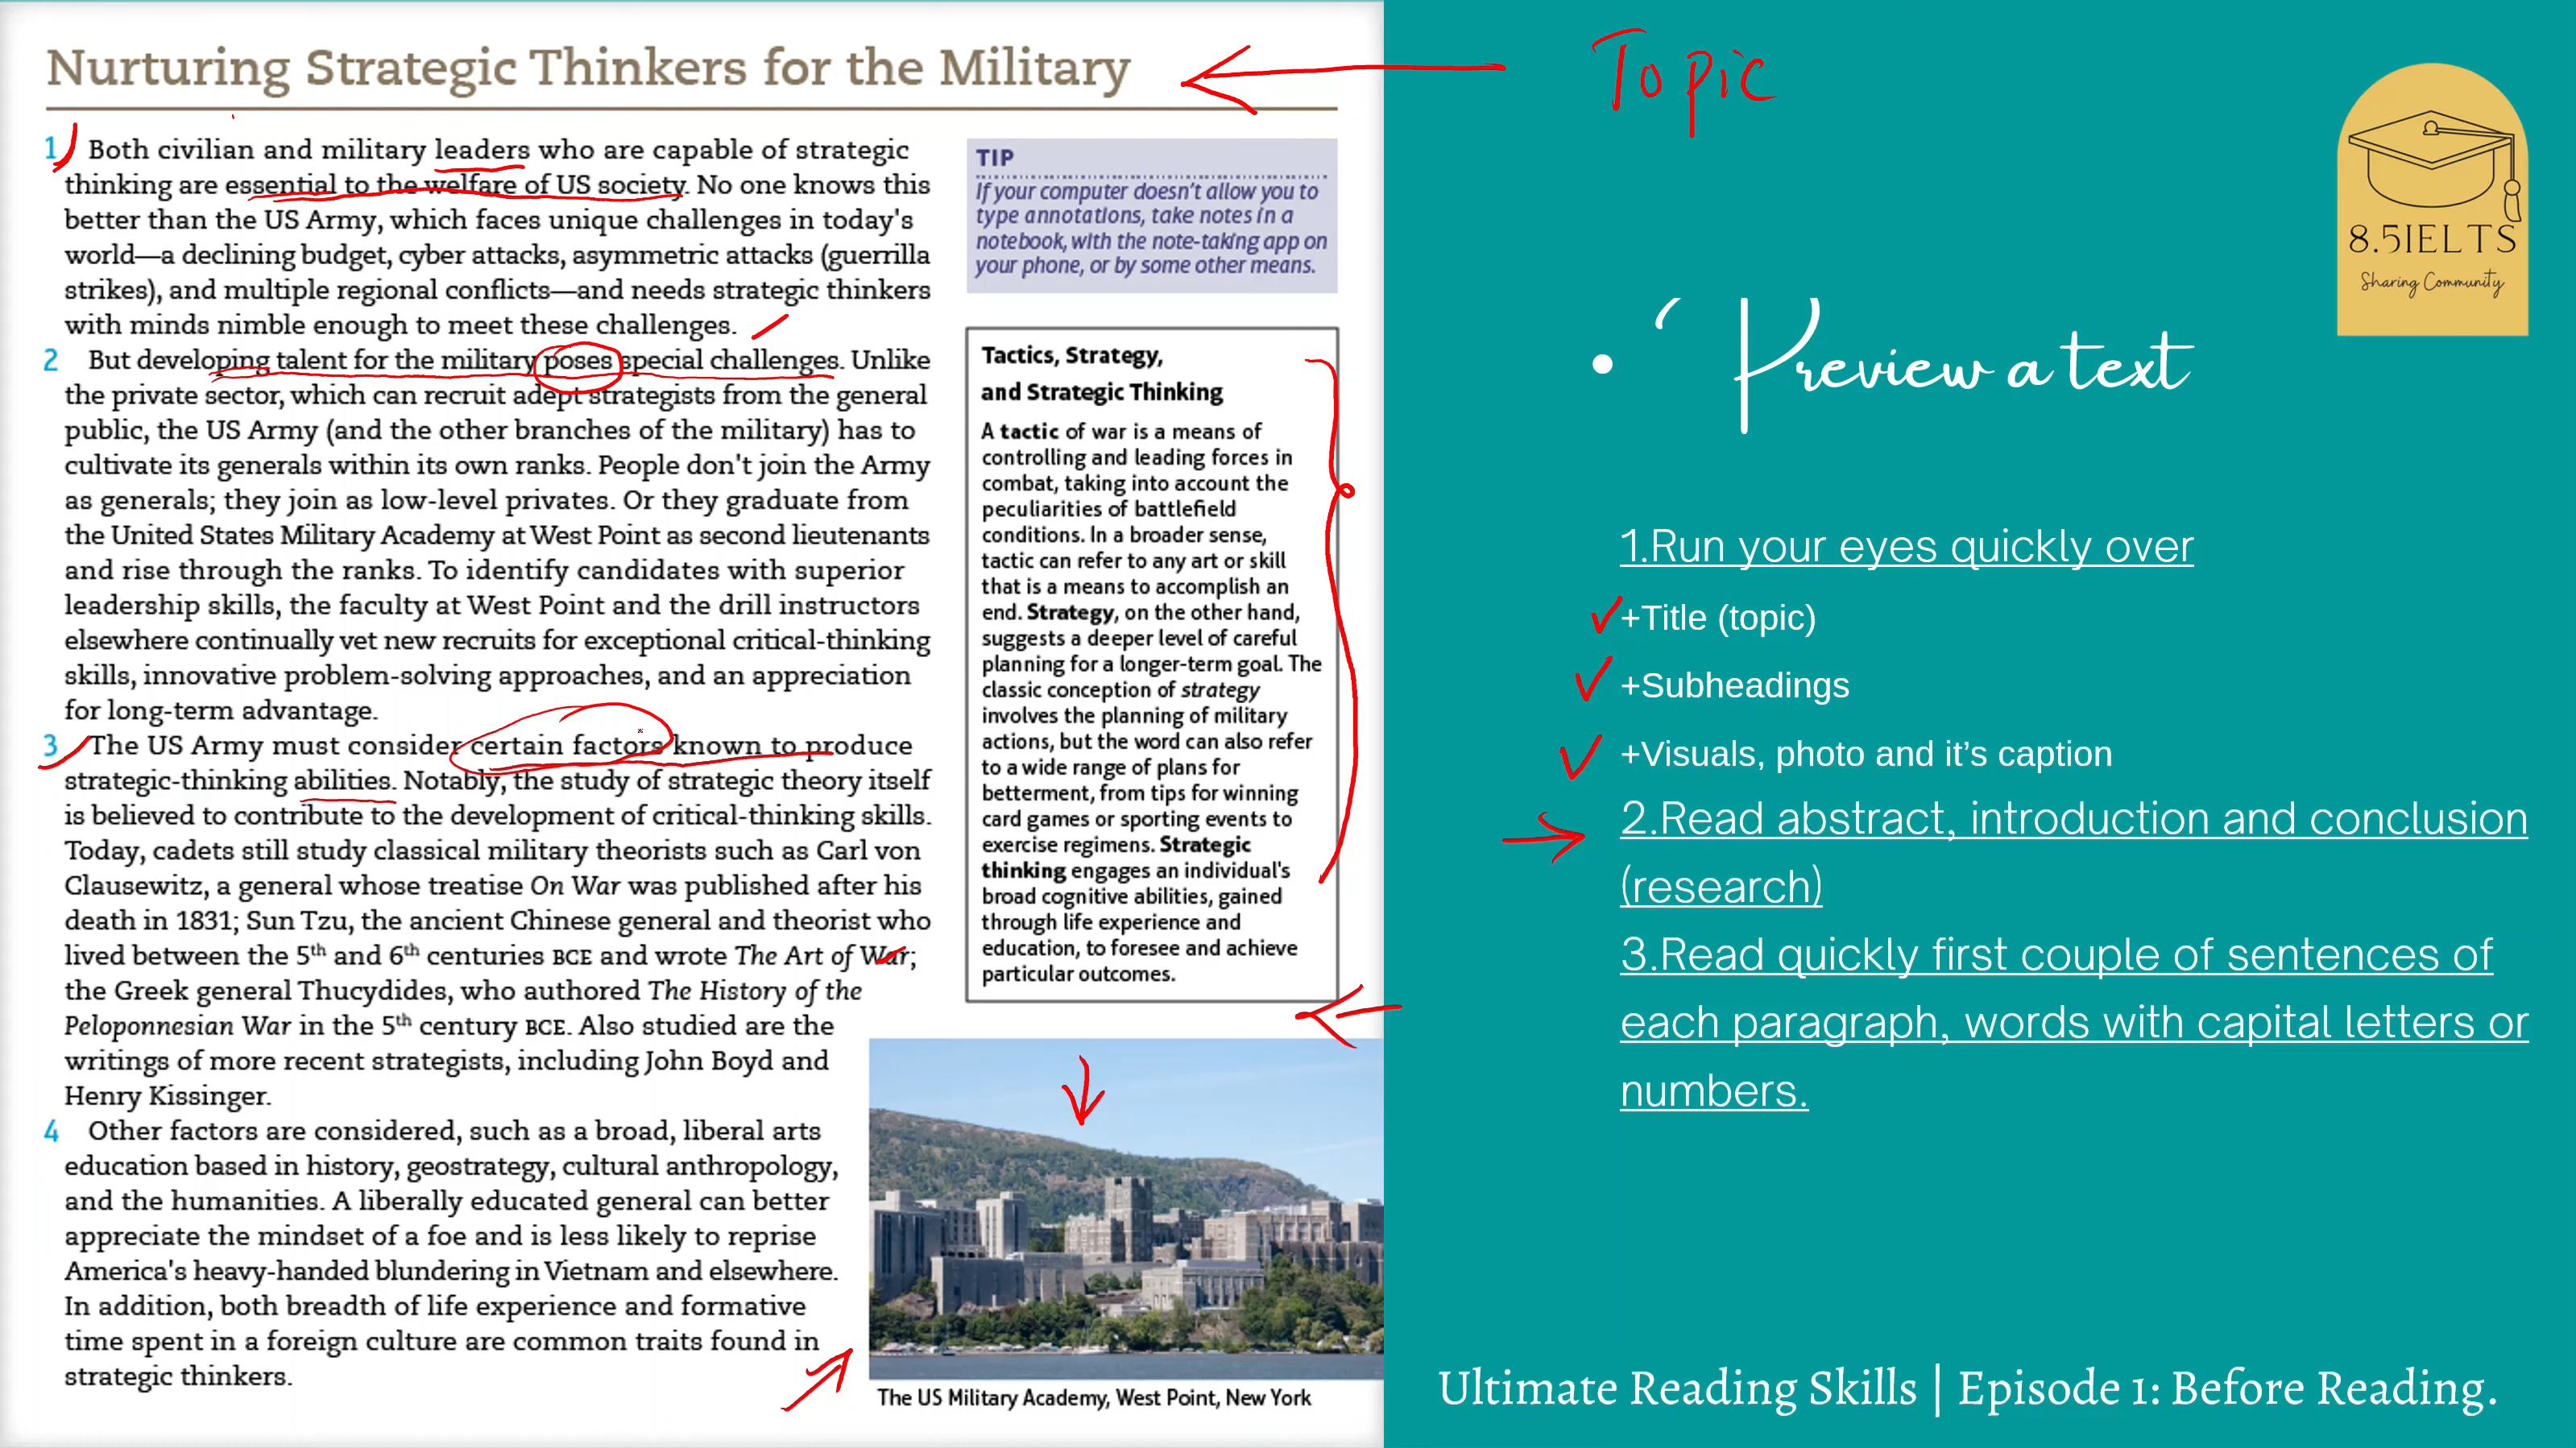 Nurturing Strategic Thinkers for the Military
1 Both civilian and military leaders who are capable of strategic
thinking are essential to the welfare of US society. No one knows this
better than the US Army, which faces unique challenges in today's
world—a declining budget, cyber attacks, asymmetric attacks (guerrilla
strikes), and multiple regional conflicts—and needs strategic thinkers
with minds nimble enough to meet these challenges.
2 But developing talent for the military poses special challenges. Unlike
the private sector, which can recruit adept strategists from the general
public, the US Army (and the other branches of the military) has to
cultivate its generals within its own ranks. People don't join the Army
as generals; they join as low-level privates. Or they graduate from
the United States Military Academy at West Point as second lieutenants
and rise through the ranks. To identify candidates with superior
leadership skills, the faculty at West Point and the drill instructors
elsewhere continually vet new recruits for exceptional critical-thinking
skills, innovative problem-solving approaches, and an appreciation
for long-term advantage.
3 The US Army must consider certain factors known to produce
strategic-thinking abilities. Notably, the study of strategic theory itself
is believed to contribute to the development of critical-thinking skills.
Today, cadets still study classical military theorists such as Carl von
Clausewitz, a general whose treatise On War was published after his
death in 1831; Sun Tzu, the ancient Chinese general and theorist who
lived between the 5th and 6th centuries BCE and wrote The Art of War;
the Greek general Thucydides, who authored The History of the
Peloponnesian War in the 5th century BCE. Also studied are the
writings of more recent strategists, including John Boyd and
Henry Kissinger.
4 Other factors are considered, such as a broad, liberal arts
education based in history, geostrategy, cultural anthropology,
and the humanities. A liberally educated general can better
appreciate the mindset of a foe and is less likely to reprise
America's heavy-handed blundering in Vietnam and elsewhere.
In addition, both breadth of life experience and formative
time spent in a foreign culture are common traits found in
strategic thinkers.
TIP
If your computer doesn't allow you to
type annotations, take notes in a
notebook, with the note-taking app on
your phone, or by some other means.
Tactics, Strategy,
and Strategic Thinking
A tactic of war is a means of
controlling and leading forces in
combat, taking into account the
peculiarities of battlefield
conditions. In a broader sense,
tactic can refer to any art or skill
that is a means to accomplish an
end. Strategy, on the other hand,
suggests a deeper level of careful
planning for a longer-term goal. The
classic conception of strategy
involves the planning of military
actions, but the word can also refer
to a wide range of plans for
betterment, from tips for winning
card games or sporting events to
exercise regimens. Strategic
thinking engages an individual's
broad cognitive abilities, gained
through life experience and
education, to foresee and achieve
particular outcomes.
The US Military Academy, West Point, New York
Topic
8.5IELTS
Sharing Community
• Preview a text
1.Run your eyes quickly over
+Title (topic)
+Subheadings
+Visuals, photo and it's caption
2.Read abstract, introduction and conclusion
(research)
3.Read quickly first couple of sentences of
each paragraph, words with capital letters or
numbers.
Ultimate Reading Skills | Episode 1: Before Reading.